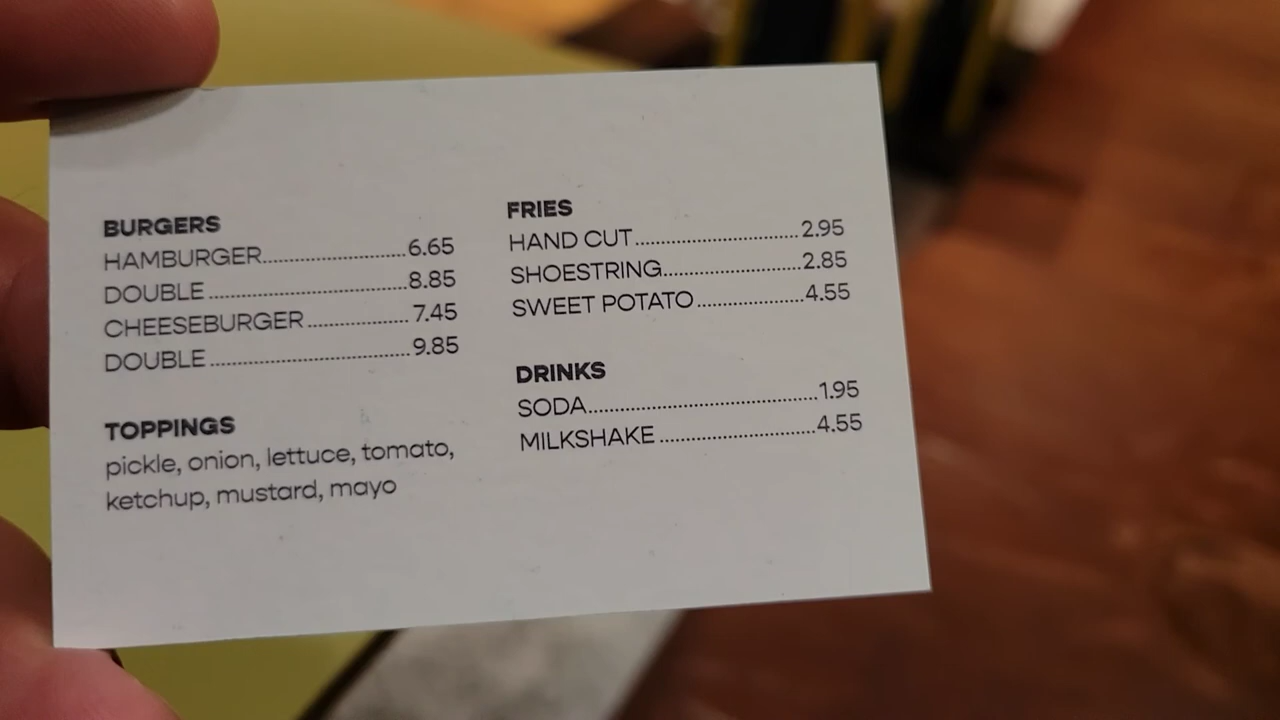 BURGERS
HAMBURGER..............................6.65
DOUBLE..........................................8.85
CHEESEBURGER.....................7.45
DOUBLE..........................................9.85
TOPPINGS
pickle, onion, lettuce, tomato,
ketchup, mustard, mayo
FRIES
HAND CUT..................................2.95
SHOESTRING.............................2.85
SWEET POTATO.......................4.55
DRINKS
SODA................................................1.95
MILKSHAKE.................................4.55